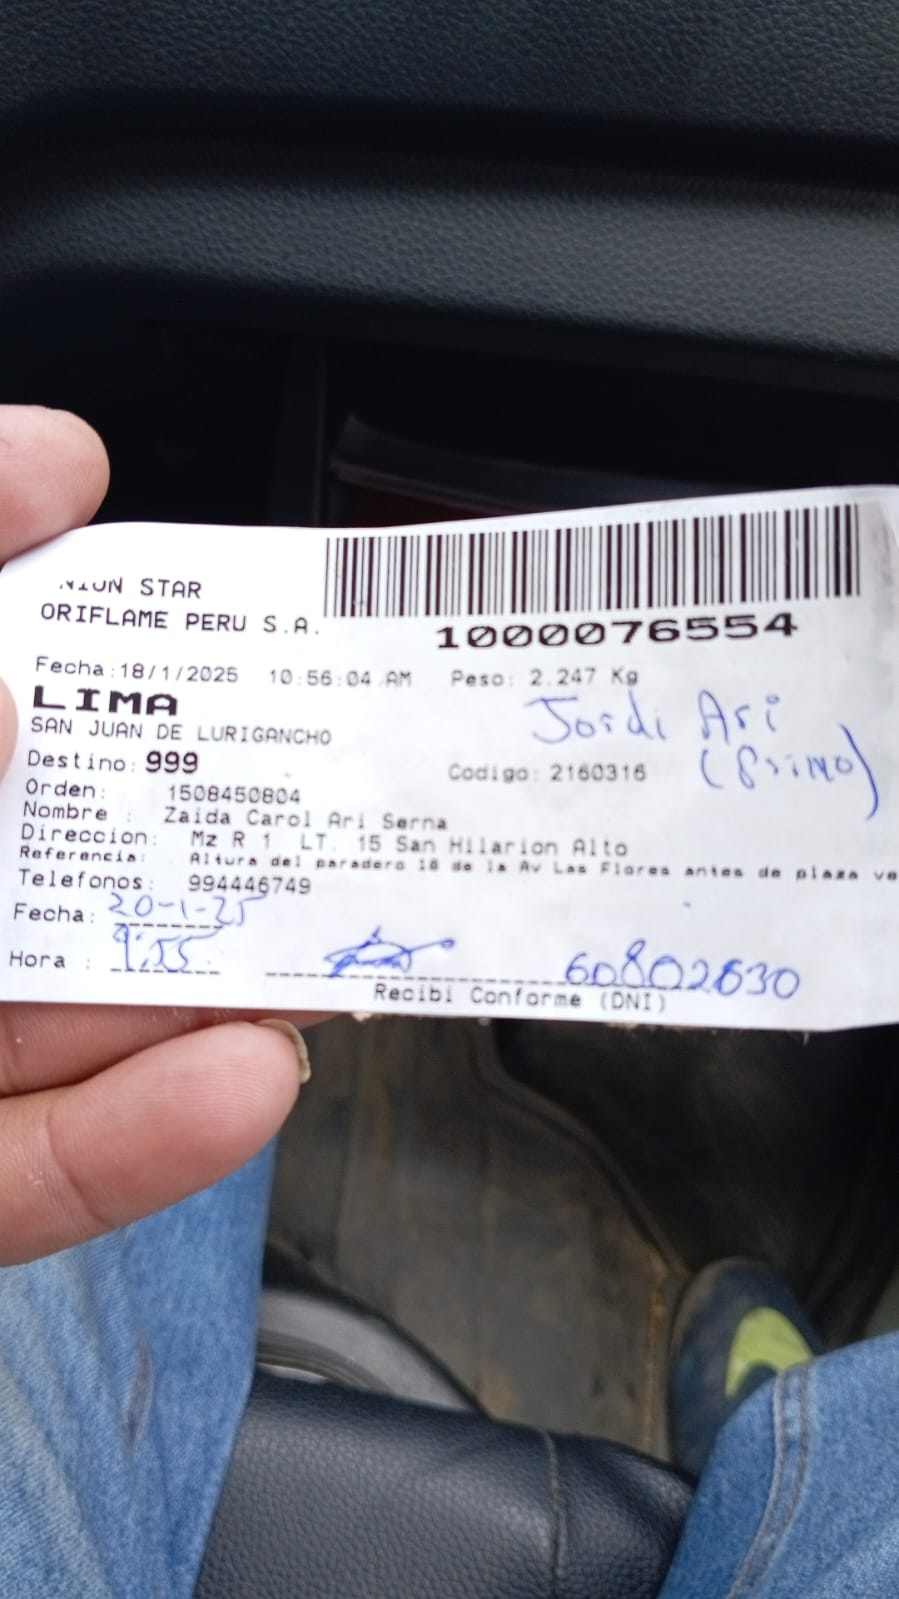 STAR
ORIFLAME PERU S.A.
1000076554
Fecha:18/1/2025 10:56:04 AM Peso: 2.247 Kg
LIMA
Jordi Ari
SAN JUAN DE LURIGANCHO
(Primo)
Destino: 999
Codigo: 2160316
Orden: 1508450804
Nombre : Zaida Carol Ari Serna
Direccion: Mz R 1 LT. 15 San Hilarion Alto
Referencia: Altura del paradero 10 de la Av Las Flores antes de plaza ve
Telefonos: 994446749
Fecha: 20-1-25
Hora : 9:55 60802630
Recibi Conforme (DNI)